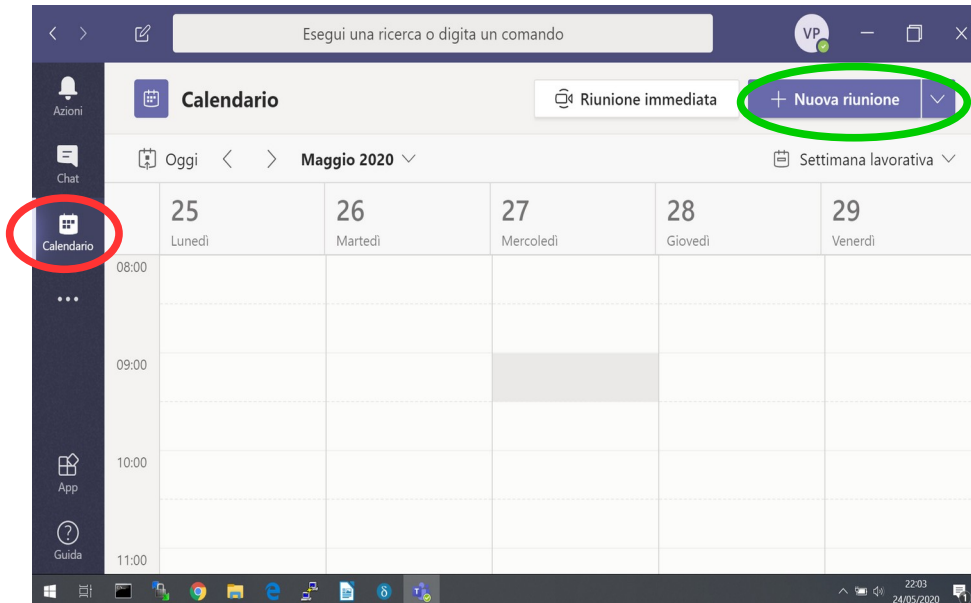 Esegui una ricerca o digita un comando
VP
Azioni
Calendario
Riunione immediata
+ Nuova riunione
Chat
Oggi
Maggio 2020
Settimana lavorativa
Calendario
25
Lunedì
26
Martedì
27
Mercoledì
28
Giovedì
29
Venerdì
08:00
09:00
10:00
11:00
App
Guida
22:03
24/05/2020